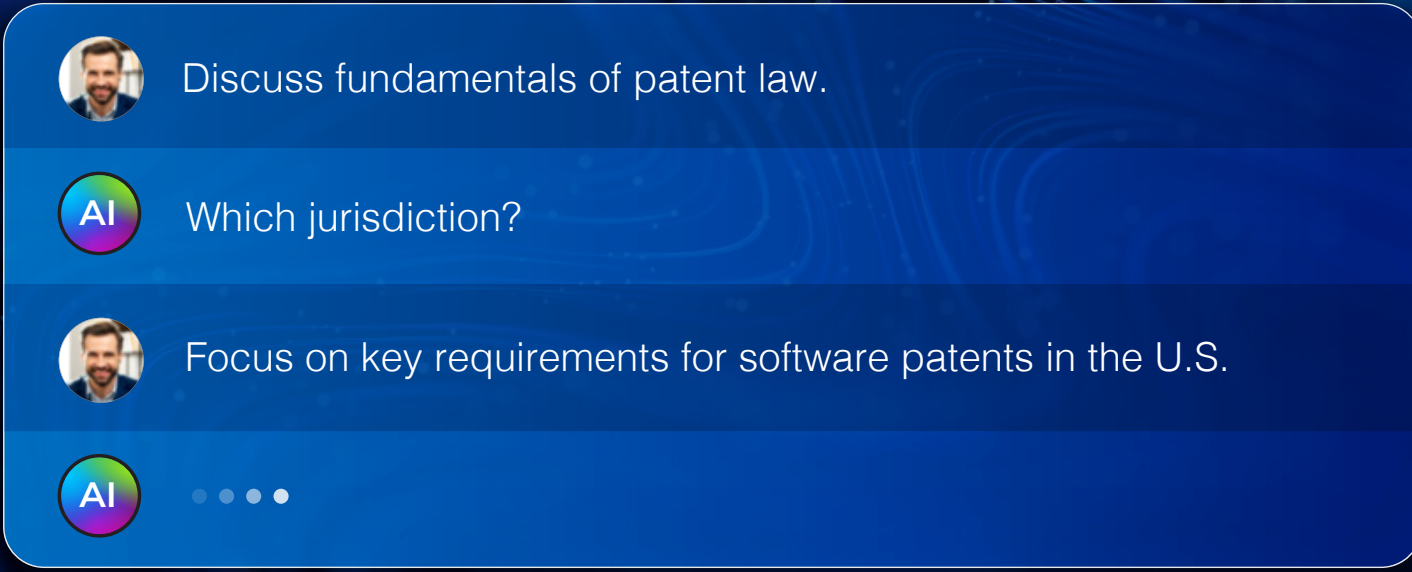 Discuss fundamentals of patent law.
AI
Which jurisdiction?
Focus on key requirements for software patents in the U.S.
AI